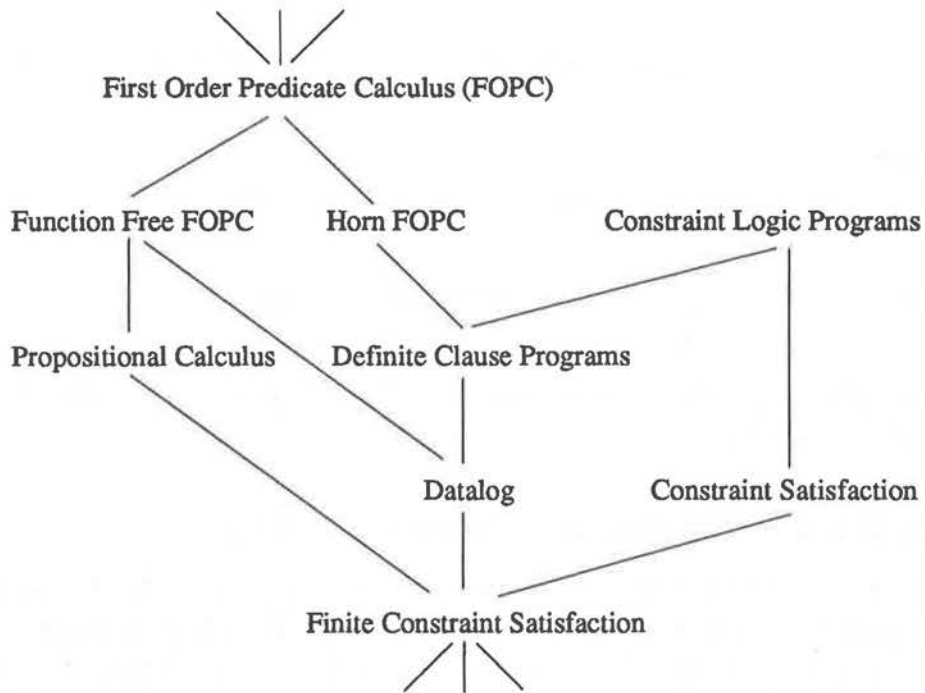 First Order Predicate Calculus (FOPC)
Function Free FOPC
Horn FOPC
Constraint Logic Programs
Propositional Calculus
Definite Clause Programs
Datalog
Constraint Satisfaction
Finite Constraint Satisfaction